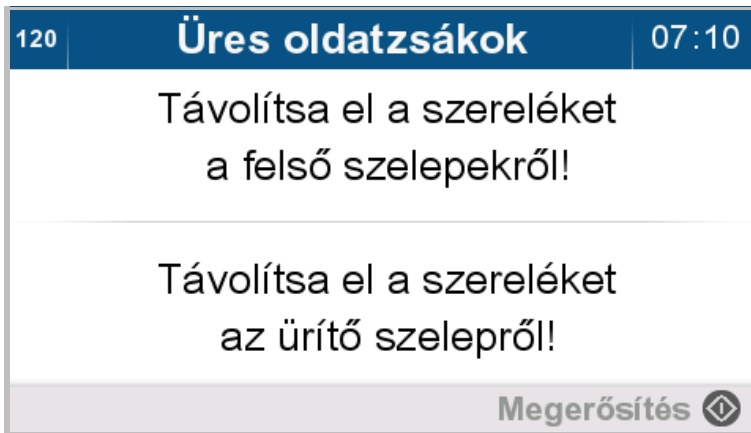 120 Üres oldatzsákok 07:10
Távolítsa el a szereléket
a felső szelepekről!
Távolítsa el a szereléket
az ürítő szelepről!
Megerősítés